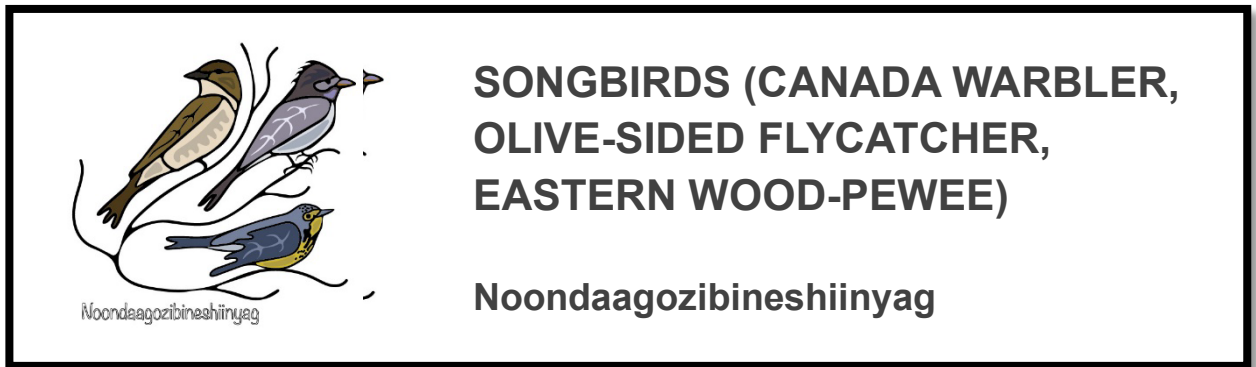 SONGBIRDS (CANADA WARBLER,
OLIVE-SIDED FLYCATCHER,
EASTERN WOOD-PEWEE)
Noondaagozibineshiinyag
Noondaagozibineshiinyag